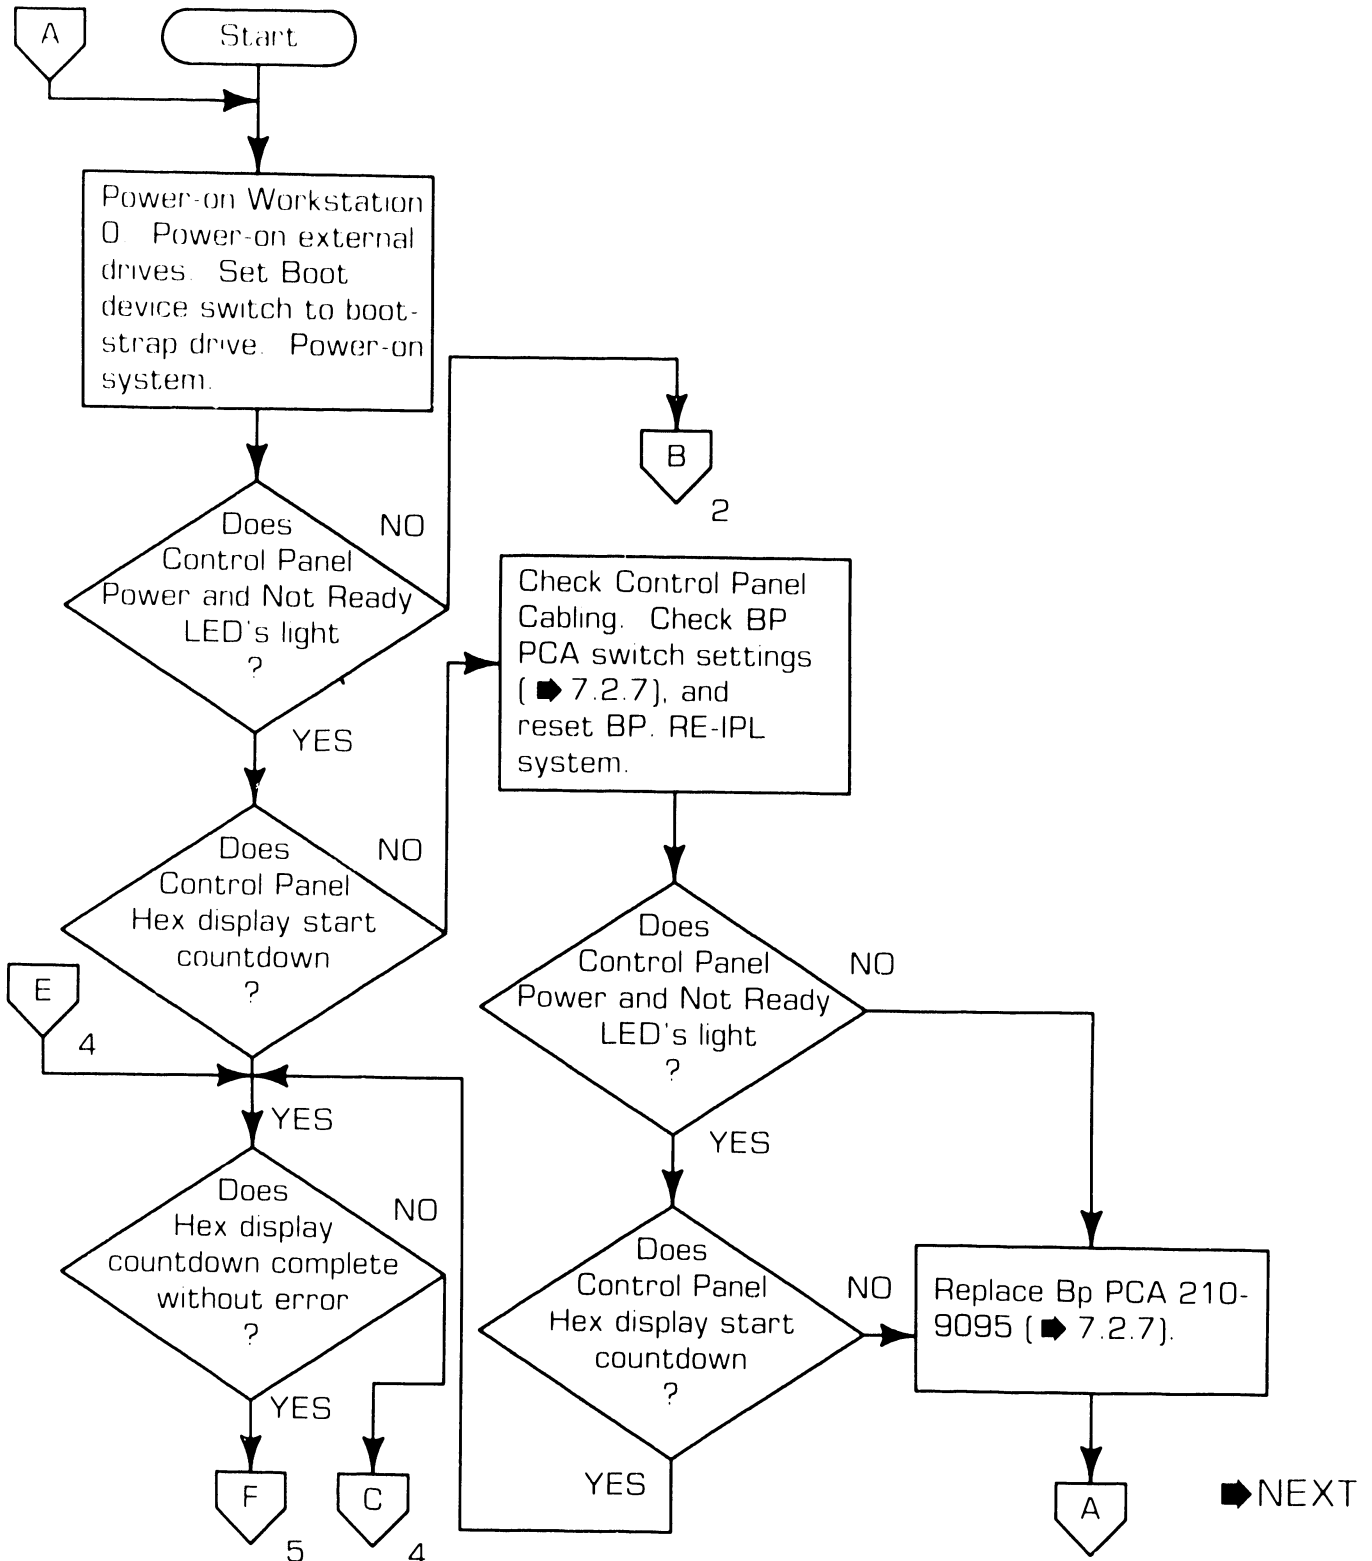 A
Start
Power-on Workstation
0 Power-on external
drives. Set Boot
device switch to boot-
strap drive. Power-on
system.
B
2
Does
Control Panel
Power and Not Ready
LED's light
?
NO
YES
Check Control Panel
Cabling. Check BP
PCA switch settings
( ➡ 7.2.7), and
reset BP. RE-IPL
system.
Does
Control Panel
Hex display start
countdown
?
NO
E
4
YES
Does
Control Panel
Power and Not Ready
LED's light
?
NO
YES
Does
Hex display
countdown complete
without error
?
NO
YES
Does
Control Panel
Hex display start
countdown
?
NO
YES
Replace Bp PCA 210-
9095 ( ➡ 7.2.7).
F
5
C
4
A
➡NEXT